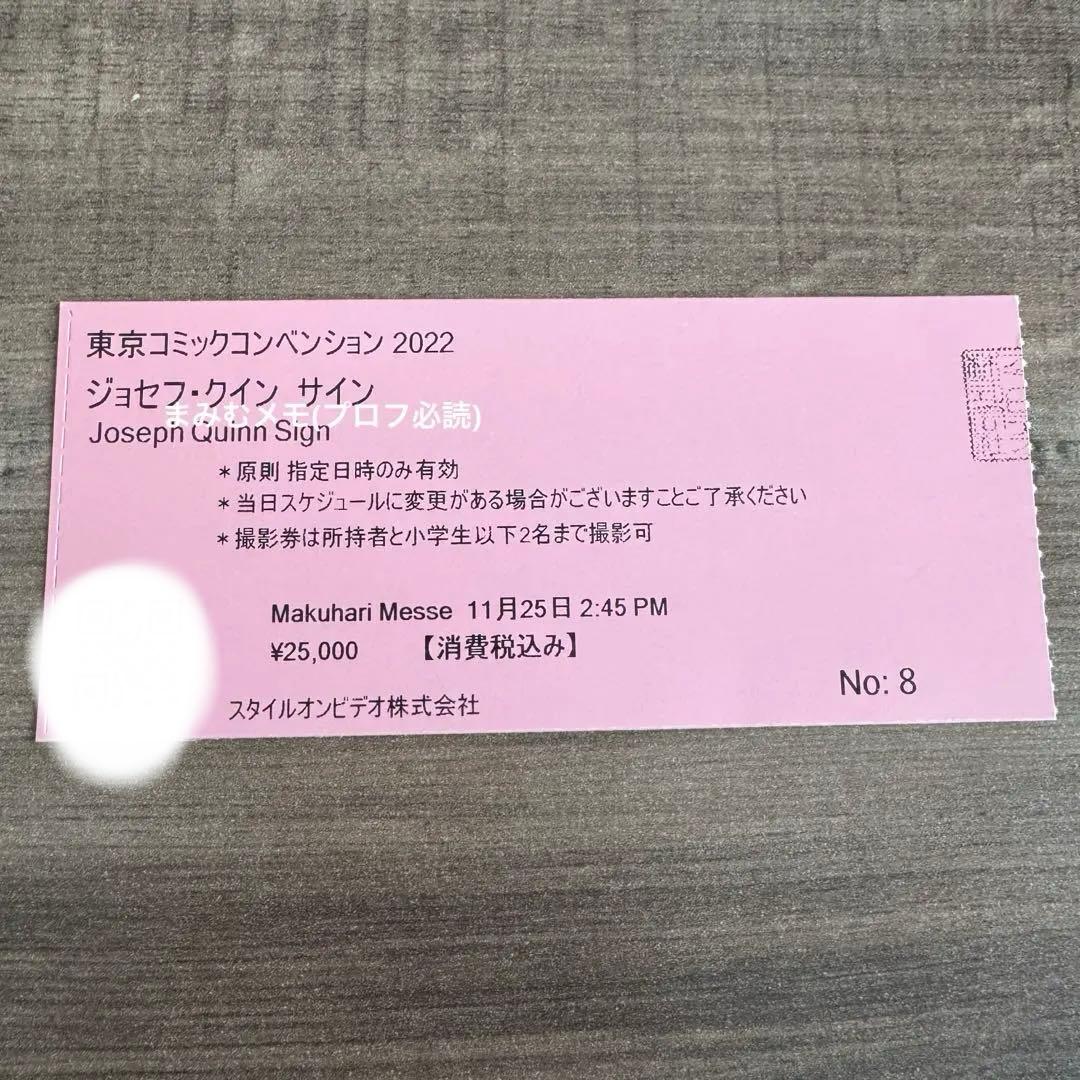 東京コミックコンベンション 2022
ジョセフ・クイン サイン
まみむメモ(プロフ必読)
Joseph Quinn Sign
＊原則 指定日時のみ有効
＊当日スケジュールに変更がある場合がございますことご了承ください
＊撮影券は所持者と小学生以下2名まで撮影可
Makuhari Messe 11月25日 2:45 PM
¥25,000 【消費税込み】
No: 8
スタイルオンビデオ株式会社